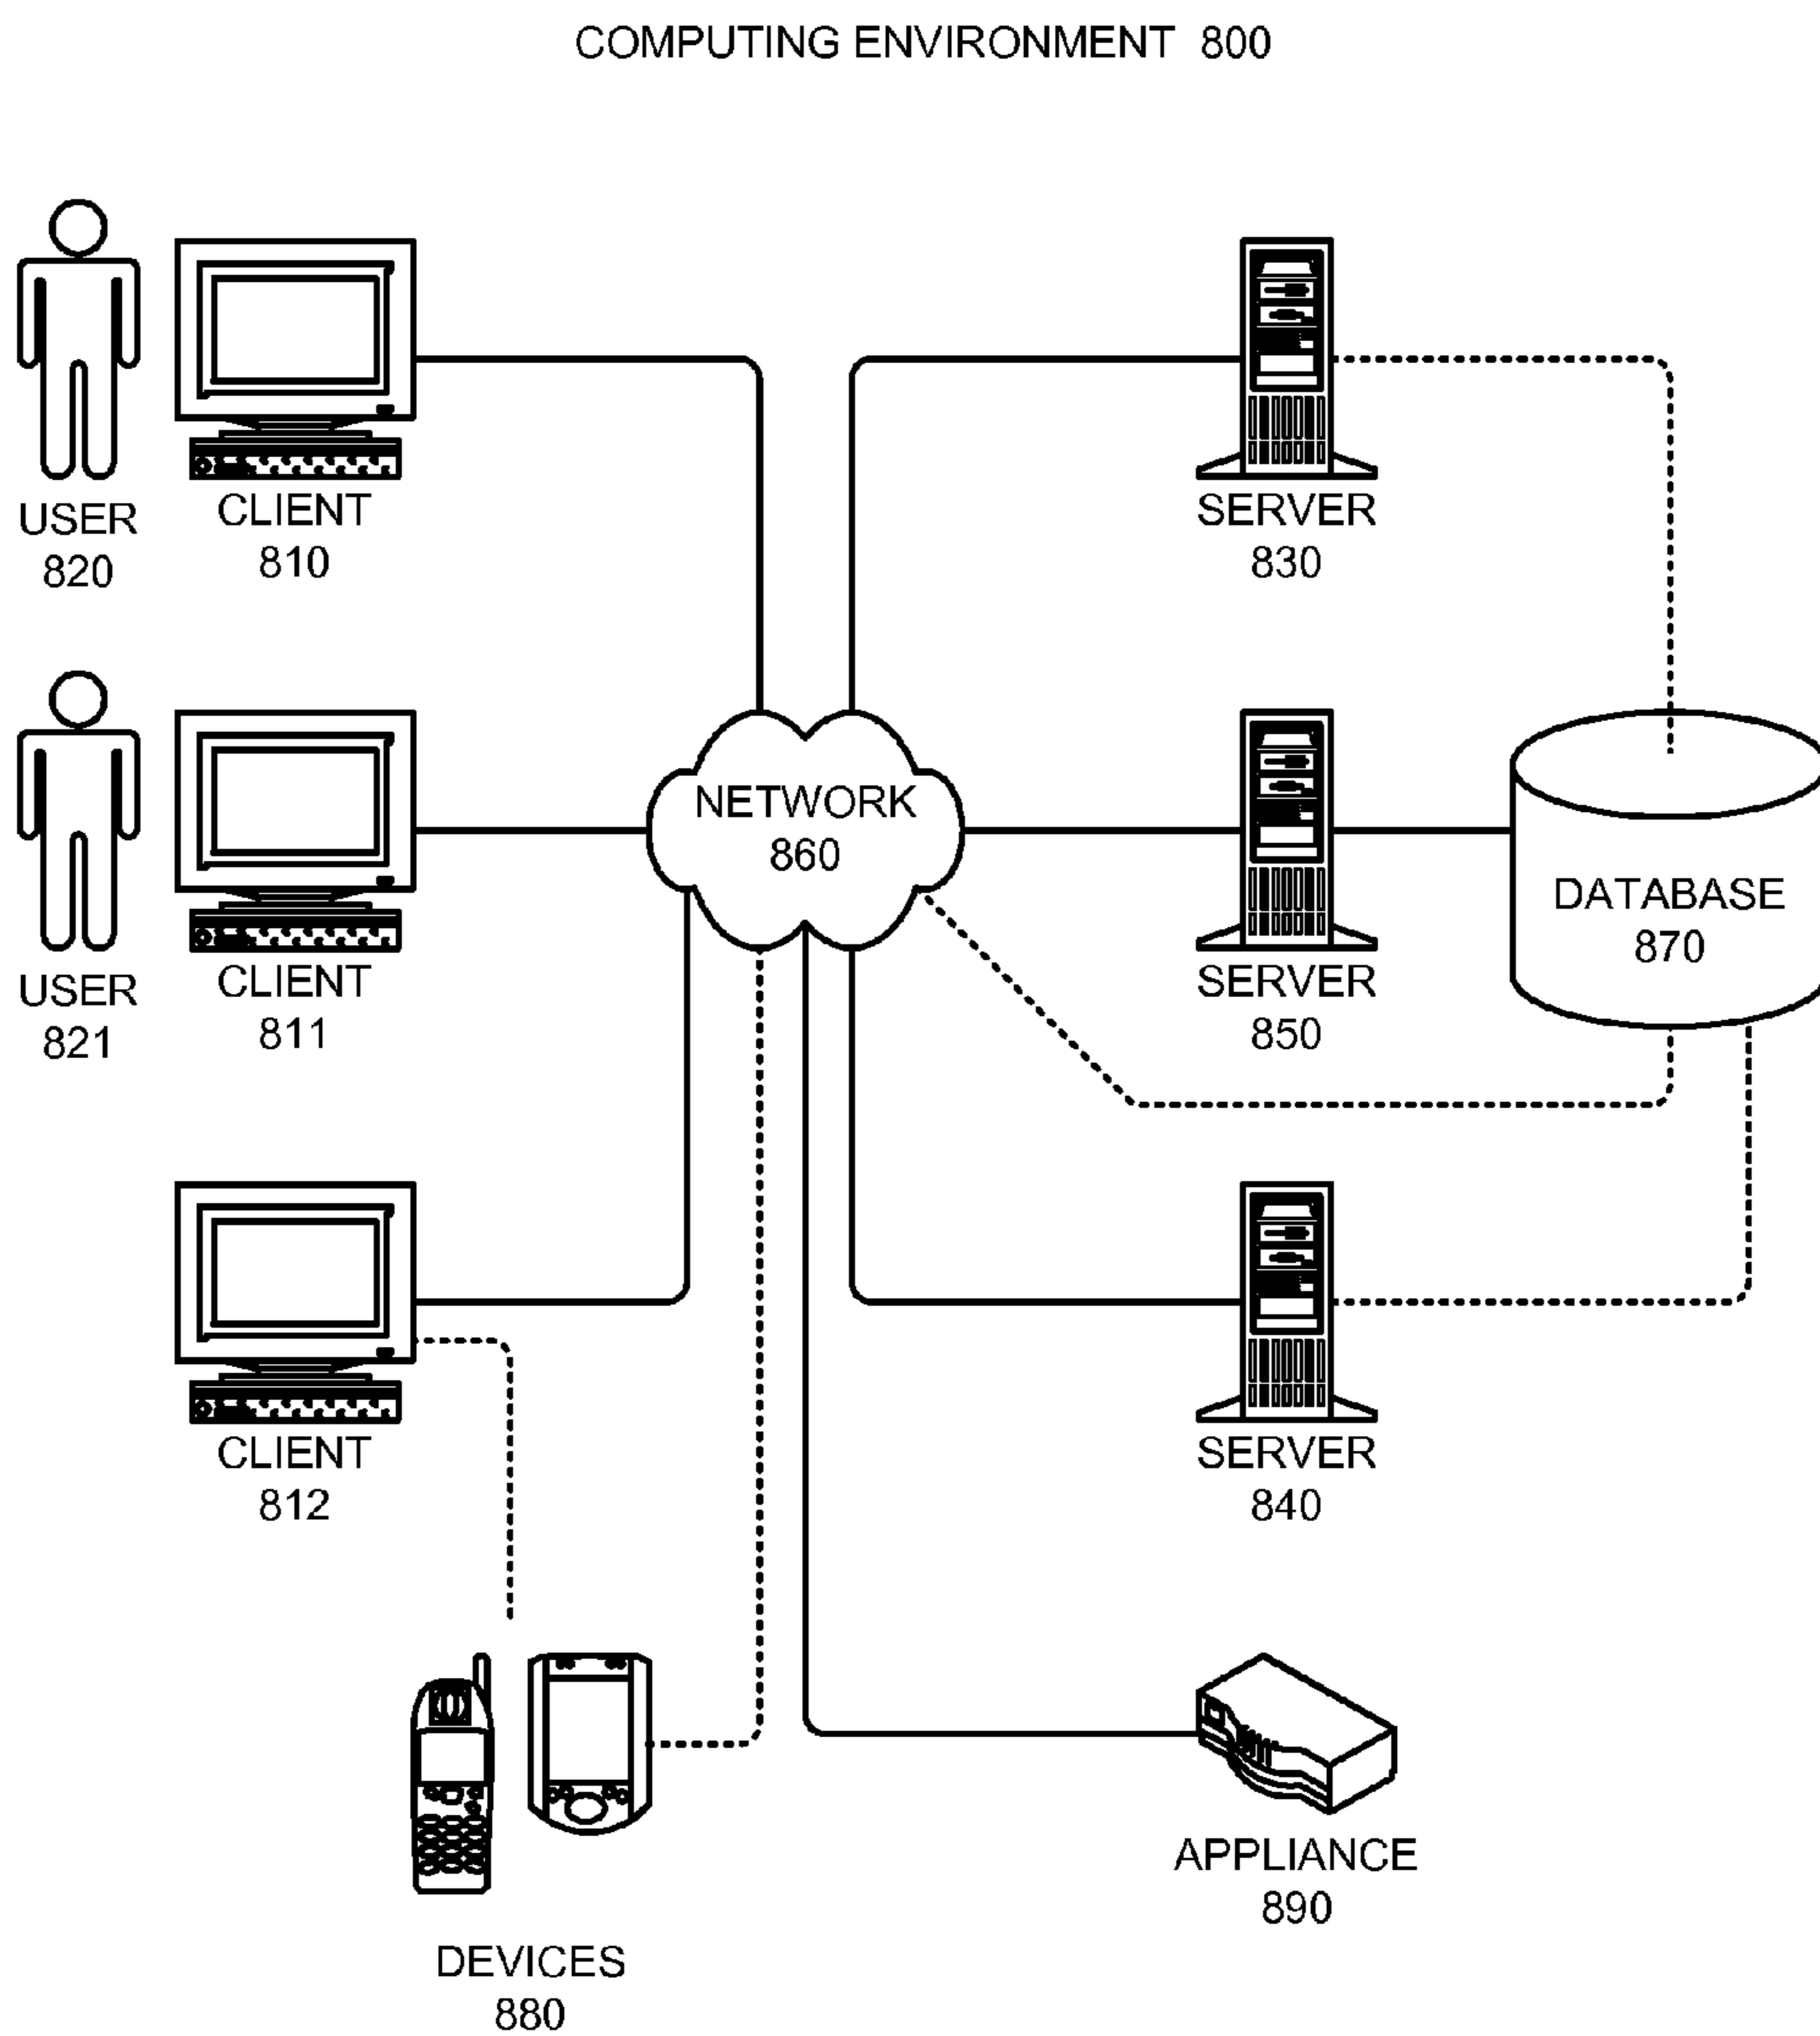 COMPUTING ENVIRONMENT 800
USER
820
CLIENT
810
SERVER
830
USER
821
CLIENT
811
NETWORK
860
SERVER
850
DATABASE
870
CLIENT
812
SERVER
840
DEVICES
880
APPLIANCE
890